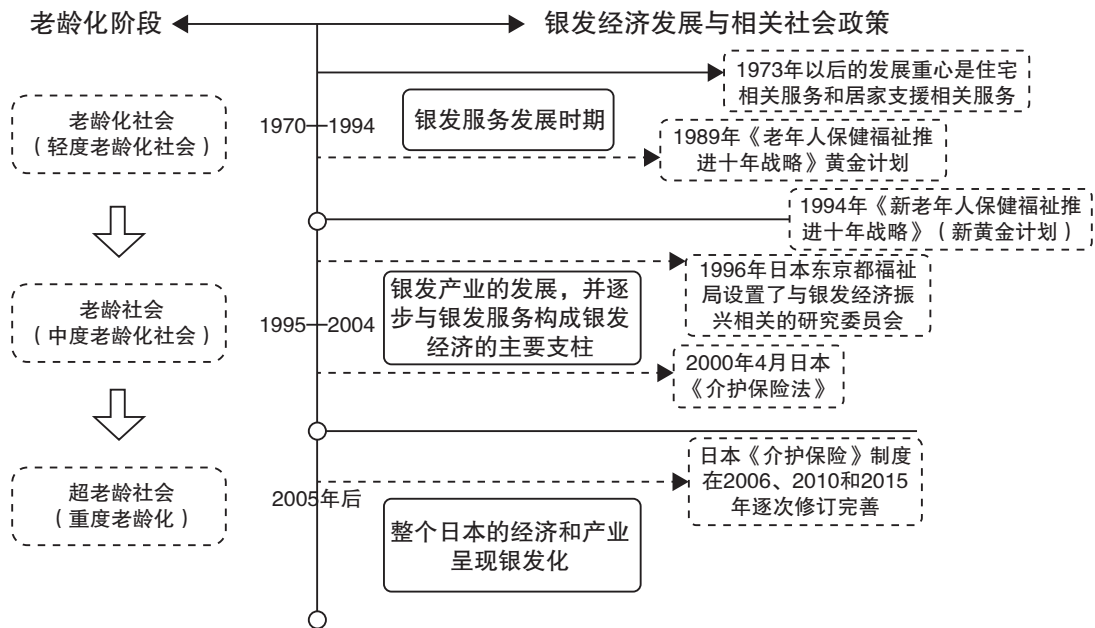 老龄化阶段
银发经济发展与相关社会政策
1973年以后的发展重心是住宅
相关服务和居家支援相关服务
老龄化社会
（轻度老龄化社会）
1970—1994
银发服务发展时期
1989年《老年人保健福祉推
进十年战略》黄金计划
1994年《新老年人保健福祉推
进十年战略》（新黄金计划）
老龄社会
（中度老龄化社会）
1995—2004
银发产业的发展，并逐
步与银发服务构成银发
经济的主要支柱
1996年日本东京都福祉
局设置了与银发经济振
兴相关的研究委员会
2000年4月日本
《介护保险法》
超老龄社会
（重度老龄化）
2005年后
日本《介护保险》制度
在2006、2010和2015
年逐次修订完善
整个日本的经济和产业
呈现银发化